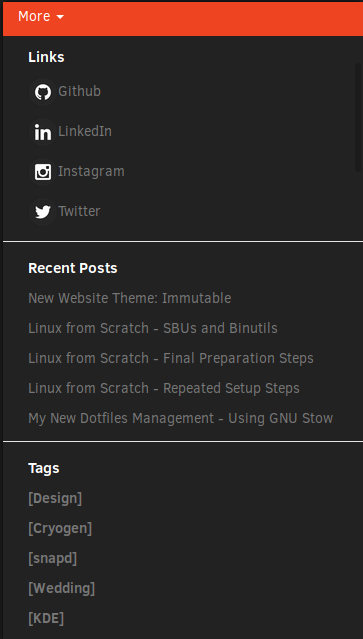 More
Links
Github
LinkedIn
Instagram
Twitter
Recent Posts
New Website Theme: Immutable
Linux from Scratch - SBUs and Binutils
Linux from Scratch - Final Preparation Steps
Linux from Scratch - Repeated Setup Steps
My New Dotfiles Management - Using GNU Stow
Tags
[Design]
[Cryogen]
[snapd]
[Wedding]
[KDE]